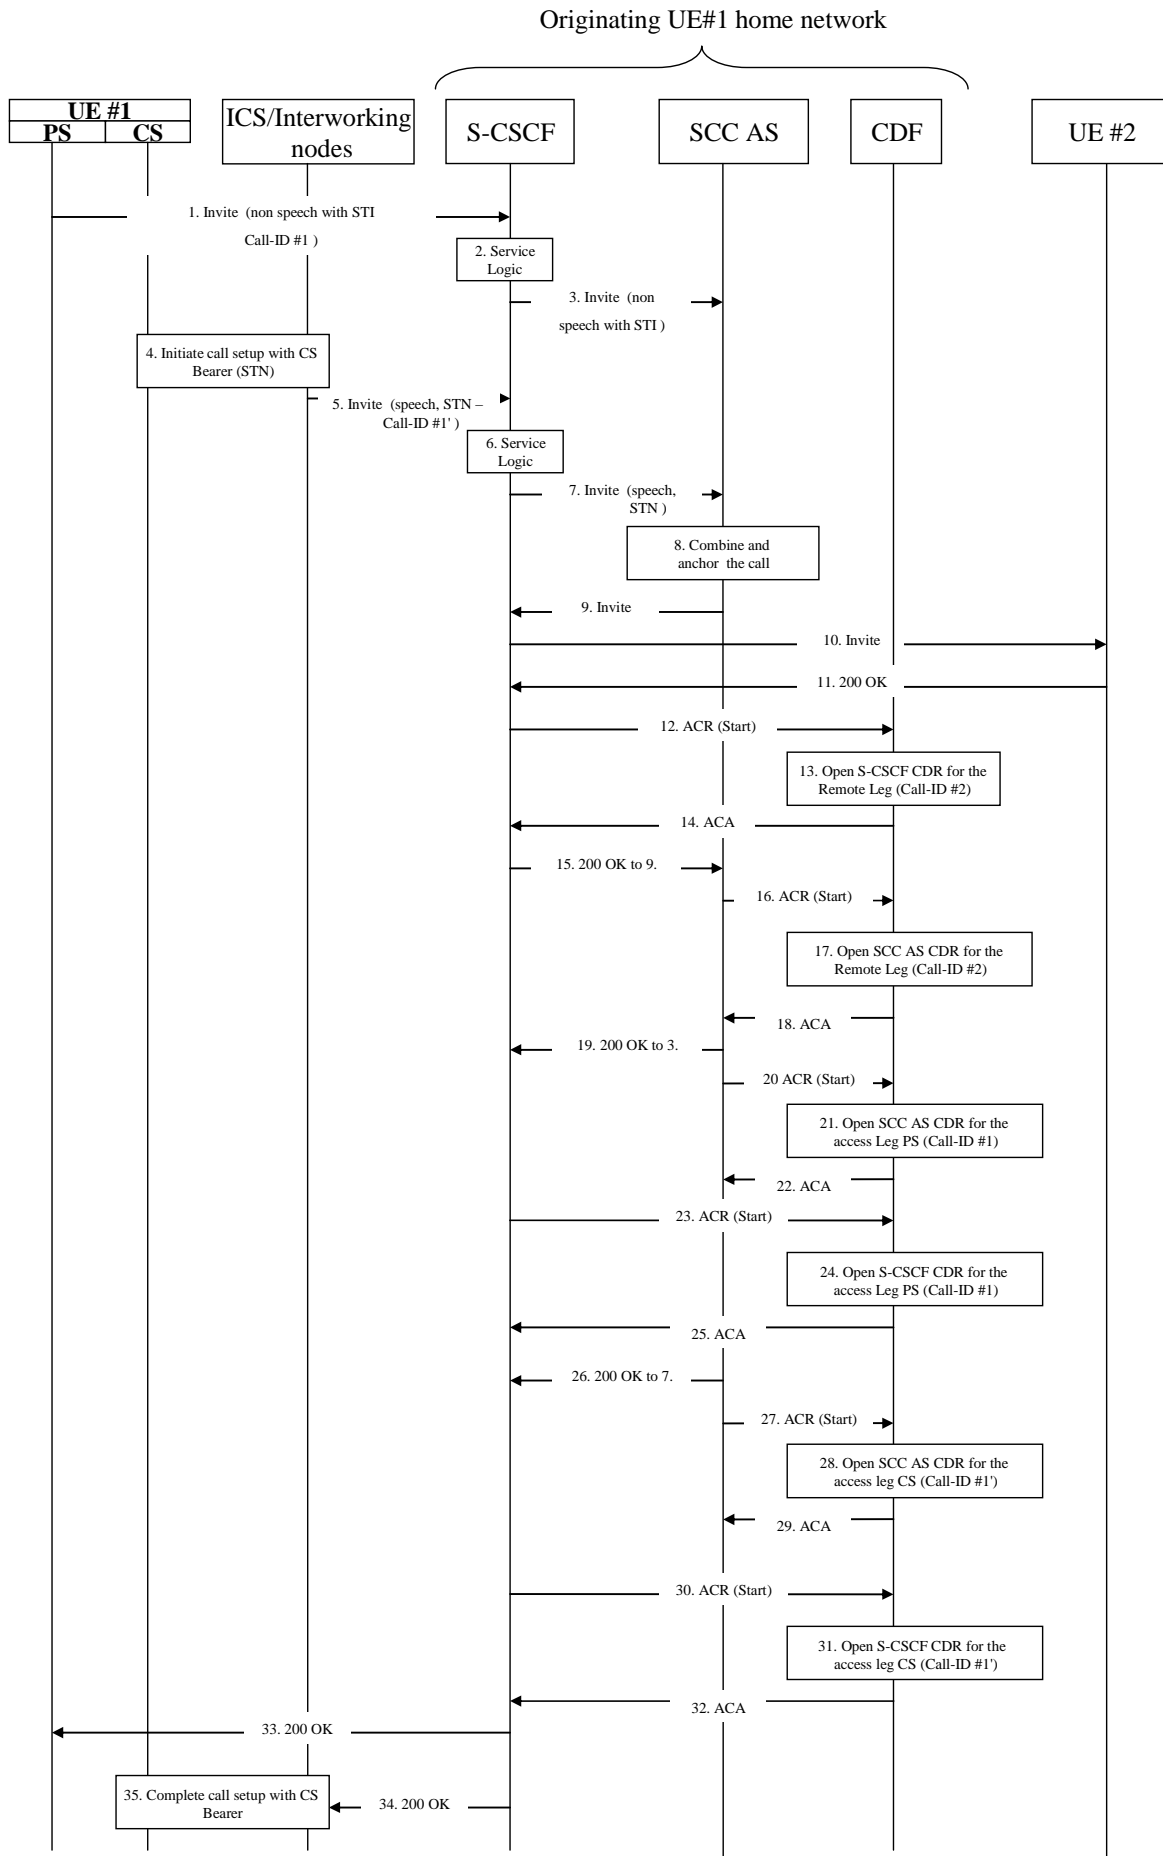 Originating UE#1 home network
UE #1
PS
CS
ICS/Interworking
nodes
S-CSCF
SCC AS
CDF
UE #2
1. Invite (non speech with STI
Call-ID #1 )
2. Service
Logic
3. Invite (non
speech with STI )
4. Initiate call setup with CS
Bearer (STN)
5. Invite (speech, STN –
Call-ID #1' )
6. Service
Logic
7. Invite (speech,
STN )
8. Combine and
anchor the call
9. Invite
10. Invite
11. 200 OK
12. ACR (Start)
13. Open S-CSCF CDR for the
Remote Leg (Call-ID #2)
14. ACA
15. 200 OK to 9.
16. ACR (Start)
17. Open SCC AS CDR for the
Remote Leg (Call-ID #2)
18. ACA
19. 200 OK to 3.
20 ACR (Start)
21. Open SCC AS CDR for the
access Leg PS (Call-ID #1)
22. ACA
23. ACR (Start)
24. Open S-CSCF CDR for the
access Leg PS (Call-ID #1)
25. ACA
26. 200 OK to 7.
27. ACR (Start)
28. Open SCC AS CDR for the
access leg CS (Call-ID #1')
29. ACA
30. ACR (Start)
31. Open S-CSCF CDR for the
access leg CS (Call-ID #1')
32. ACA
33. 200 OK
34. 200 OK
35. Complete call setup with CS
Bearer